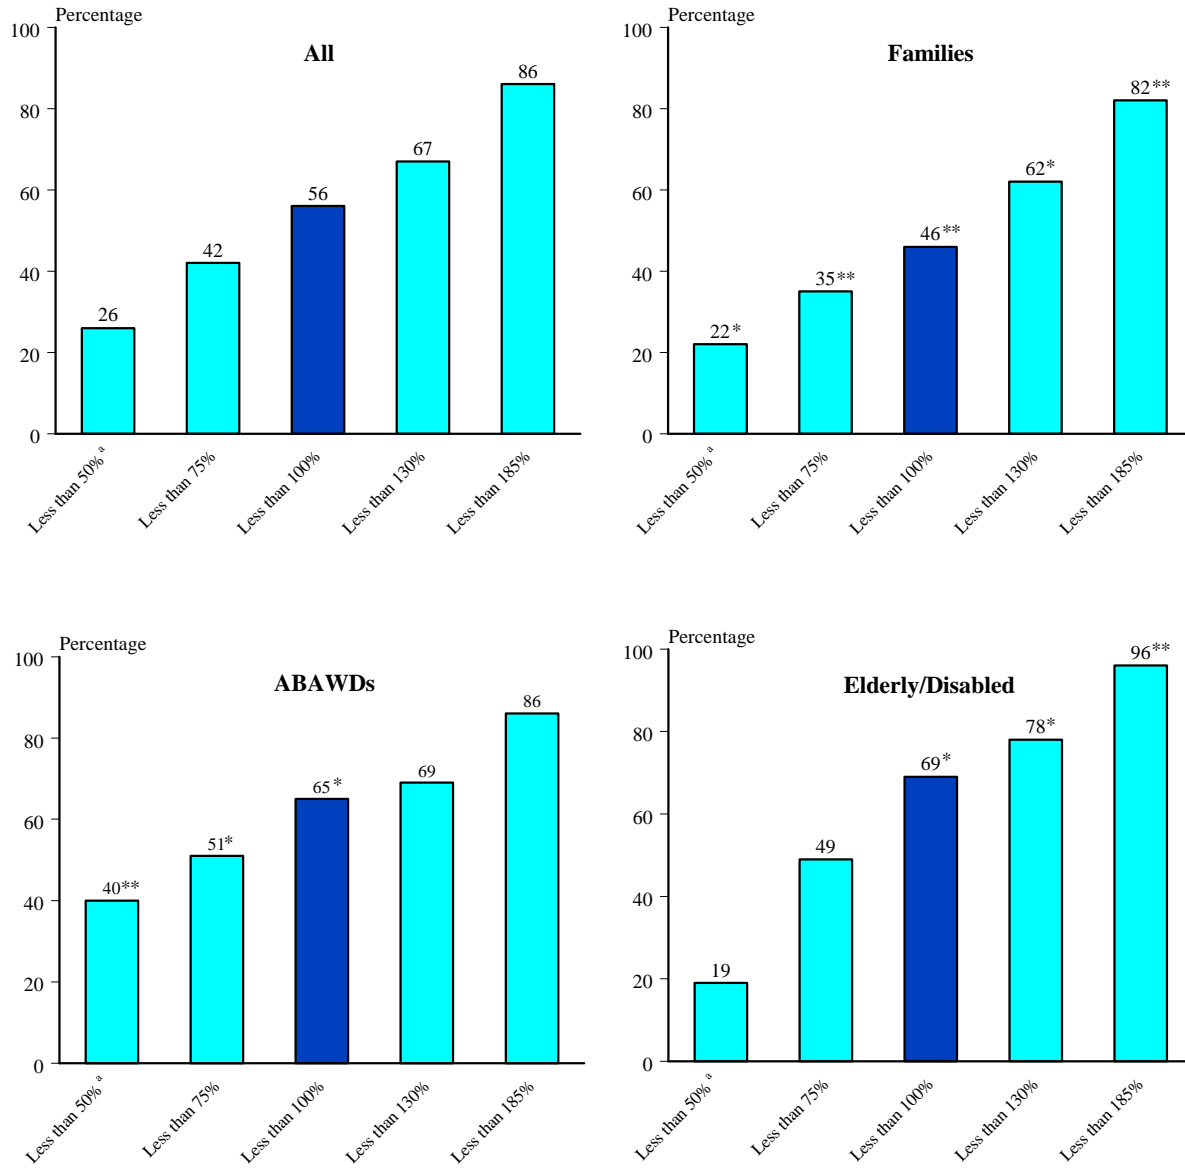 Percentage
All
100
80
60
40
20
0
26
42
56
67
86
Less than 50%ᵃ
Less than 75%
Less than 100%
Less than 130%
Less than 185%
Percentage
Families
100
80
60
40
20
0
22*
35**
46**
62*
82**
Less than 50%ᵃ
Less than 75%
Less than 100%
Less than 130%
Less than 185%
Percentage
ABAWDs
100
80
60
40
20
0
40**
51*
65*
69
86
Less than 50%ᵃ
Less than 75%
Less than 100%
Less than 130%
Less than 185%
Percentage
Elderly/Disabled
100
80
60
40
20
0
19
49
69*
78*
96**
Less than 50%ᵃ
Less than 75%
Less than 100%
Less than 130%
Less than 185%